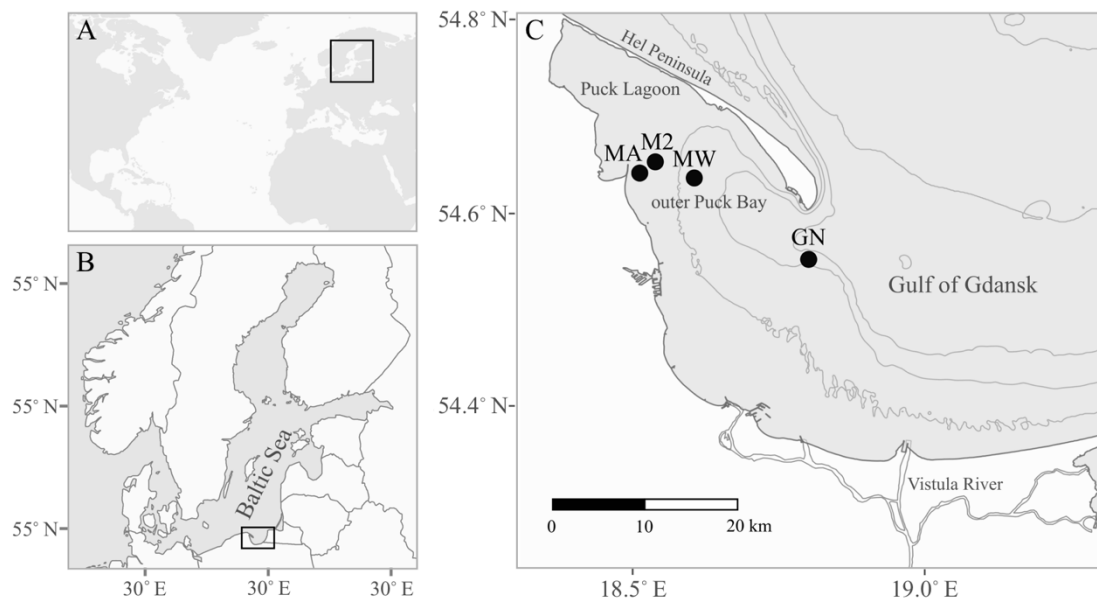 A
B
55° N
55° N
55° N
30° E
30° E
30° E
Baltic Sea
C
54.8° N
54.6° N
54.4° N
18.5° E
19.0° E
Hel Peninsula
Puck Lagoon
MA
M2
MW
outer Puck Bay
GN
Gulf of Gdansk
Vistula River
0
10
20 km